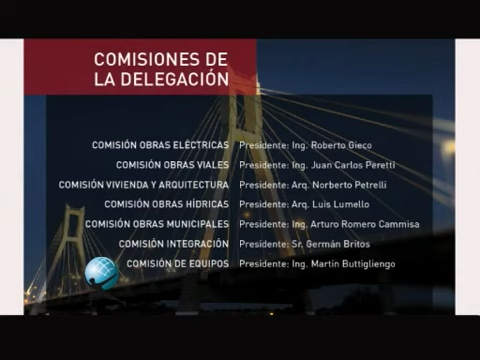 COMISIONES DE
LA DELEGACIÓN
COMISIÓN OBRAS ELÉCTRICAS Presidente: Ing. Roberto Gieco
COMISIÓN OBRAS VIALES Presidente: Ing. Juan Carlos Peretti
COMISIÓN VIVIENDA Y ARQUITECTURA Presidente: Arq. Norberto Petrelli
COMISIÓN OBRAS HÍDRICAS Presidente: Arq. Luis Lumello
COMISIÓN OBRAS MUNICIPALES Presidente: Ing. Arturo Romero Cammisa
COMISIÓN INTEGRACIÓN Presidente: Sr. Germán Britos
COMISIÓN DE EQUIPOS Presidente: Ing. Martin Buttigliengo